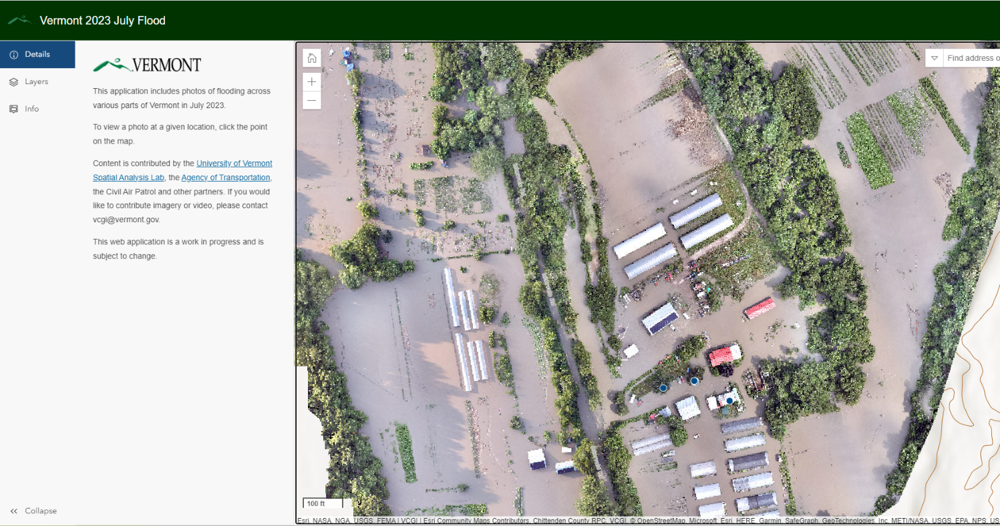 Vermont 2023 July Flood
Details
Layers
Info
VERMONT
This application includes photos of flooding across
various parts of Vermont in July 2023.
To view a photo at a given location, click the point
on the map.
Content is contributed by the University of Vermont
Spatial Analysis Lab, the Agency of Transportation,
the Civil Air Patrol and other partners. If you would
like to contribute imagery or video, please contact
vcgi@vermont.gov.
This web application is a work in progress and is
subject to change.
Collapse
Find address o
100 ft
Esri, NASA, NGA, USGS, FEMA | VCGI | Esri Community Maps Contributors, Chittenden County RPC, VCGI, © OpenStreetMap, Microsoft, Esri, HERE, Garmin, SafeGraph, GeoTechnologies, Inc, METI/NASA, USGS, EPA, NPS, US